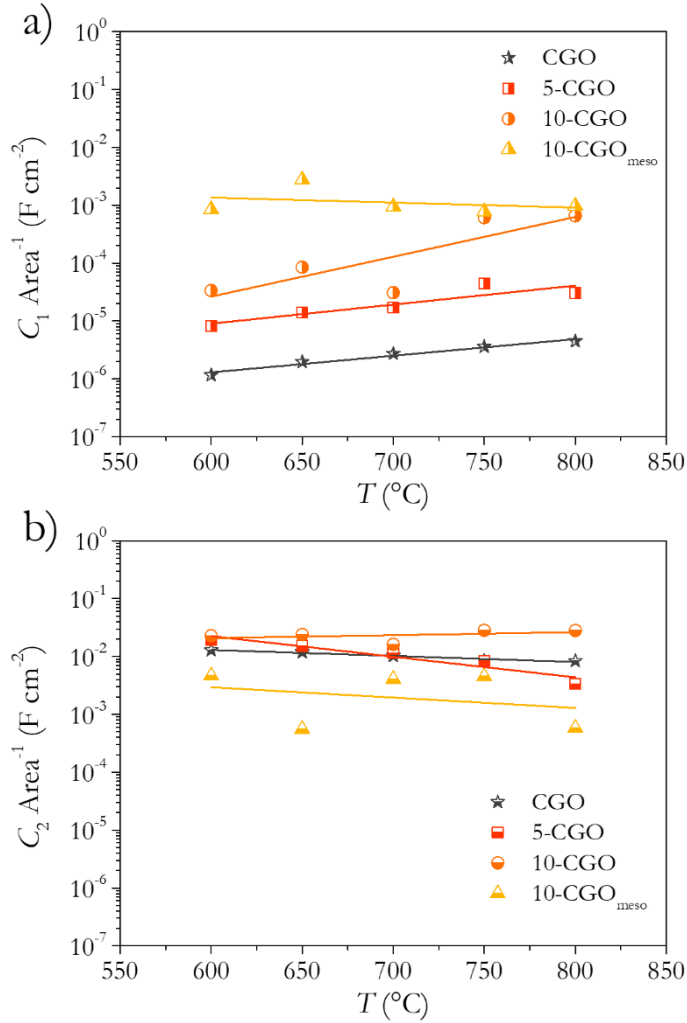 a)
10⁰
10⁻¹
10⁻²
10⁻³
10⁻⁴
10⁻⁵
10⁻⁶
10⁻⁷
C₁ Area⁻¹ (F cm⁻²)
CGO
5-CGO
10-CGO
10-CGOmeso
550 600 650 700 750 800 850
T (°C)
b)
10⁰
10⁻¹
10⁻²
10⁻³
10⁻⁴
10⁻⁵
10⁻⁶
10⁻⁷
C₂ Area⁻¹ (F cm⁻²)
CGO
5-CGO
10-CGO
10-CGOmeso
550 600 650 700 750 800 850
T (°C)